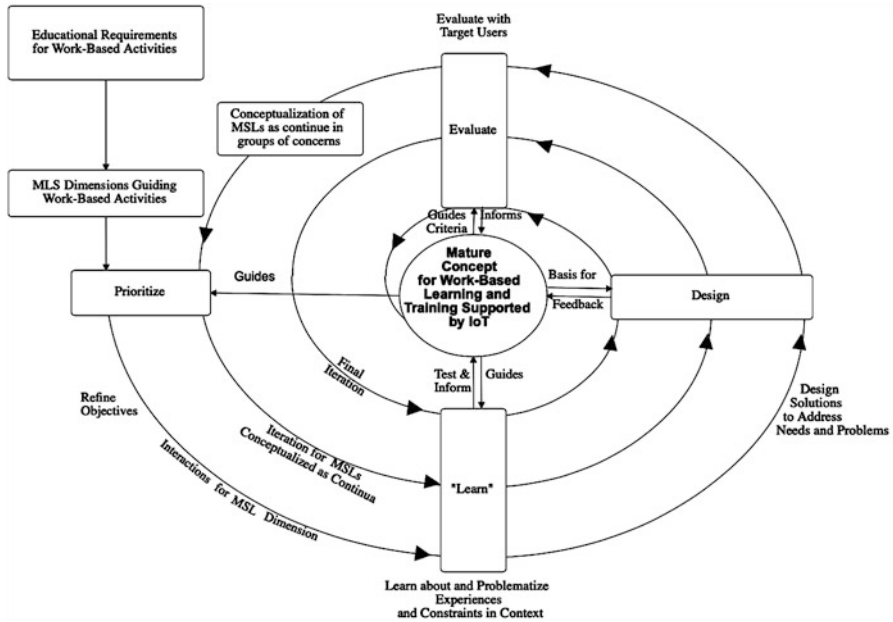 Evaluate with
Target Users
Educational Requirements
for Work-Based Activities
Conceptualization of
MSLs as continue in
groups of concerns
Evaluate
MLS Dimensions Guiding
Work-Based Activities
Guides
Criteria
Informs
Mature
Concept
for Work-Based
Learning and
Training Supported
by IoT
Prioritize
Guides
Basis for
Feedback
Design
Final
Iteration
Test &
Inform
Guides
Refine
Objectives
Iteration for MSLs
Conceptualized as Continua
Interactions for MSL Dimension
"Learn"
Design
Solutions
to Address
Needs and Problems
Learn about and Problematize
Experiences
and Constraints in Context